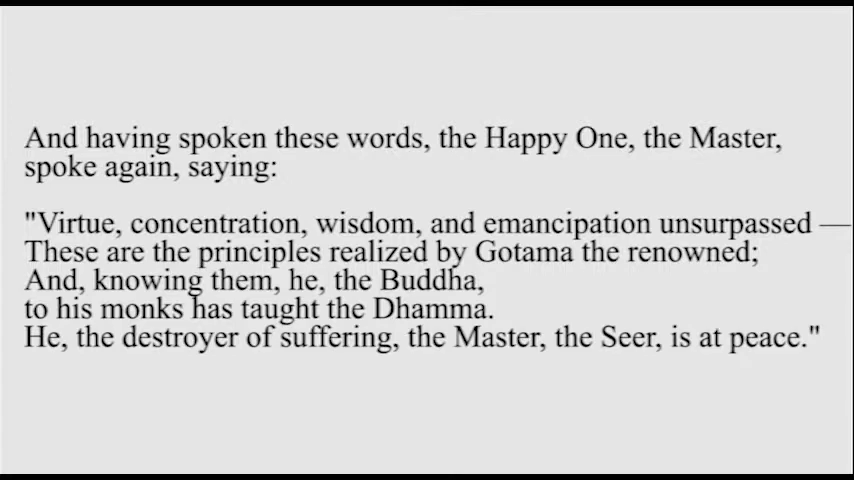 And having spoken these words, the Happy One, the Master,
spoke again, saying:
"Virtue, concentration, wisdom, and emancipation unsurpassed —
These are the principles realized by Gotama the renowned;
And, knowing them, he, the Buddha,
to his monks has taught the Dhamma.
He, the destroyer of suffering, the Master, the Seer, is at peace."